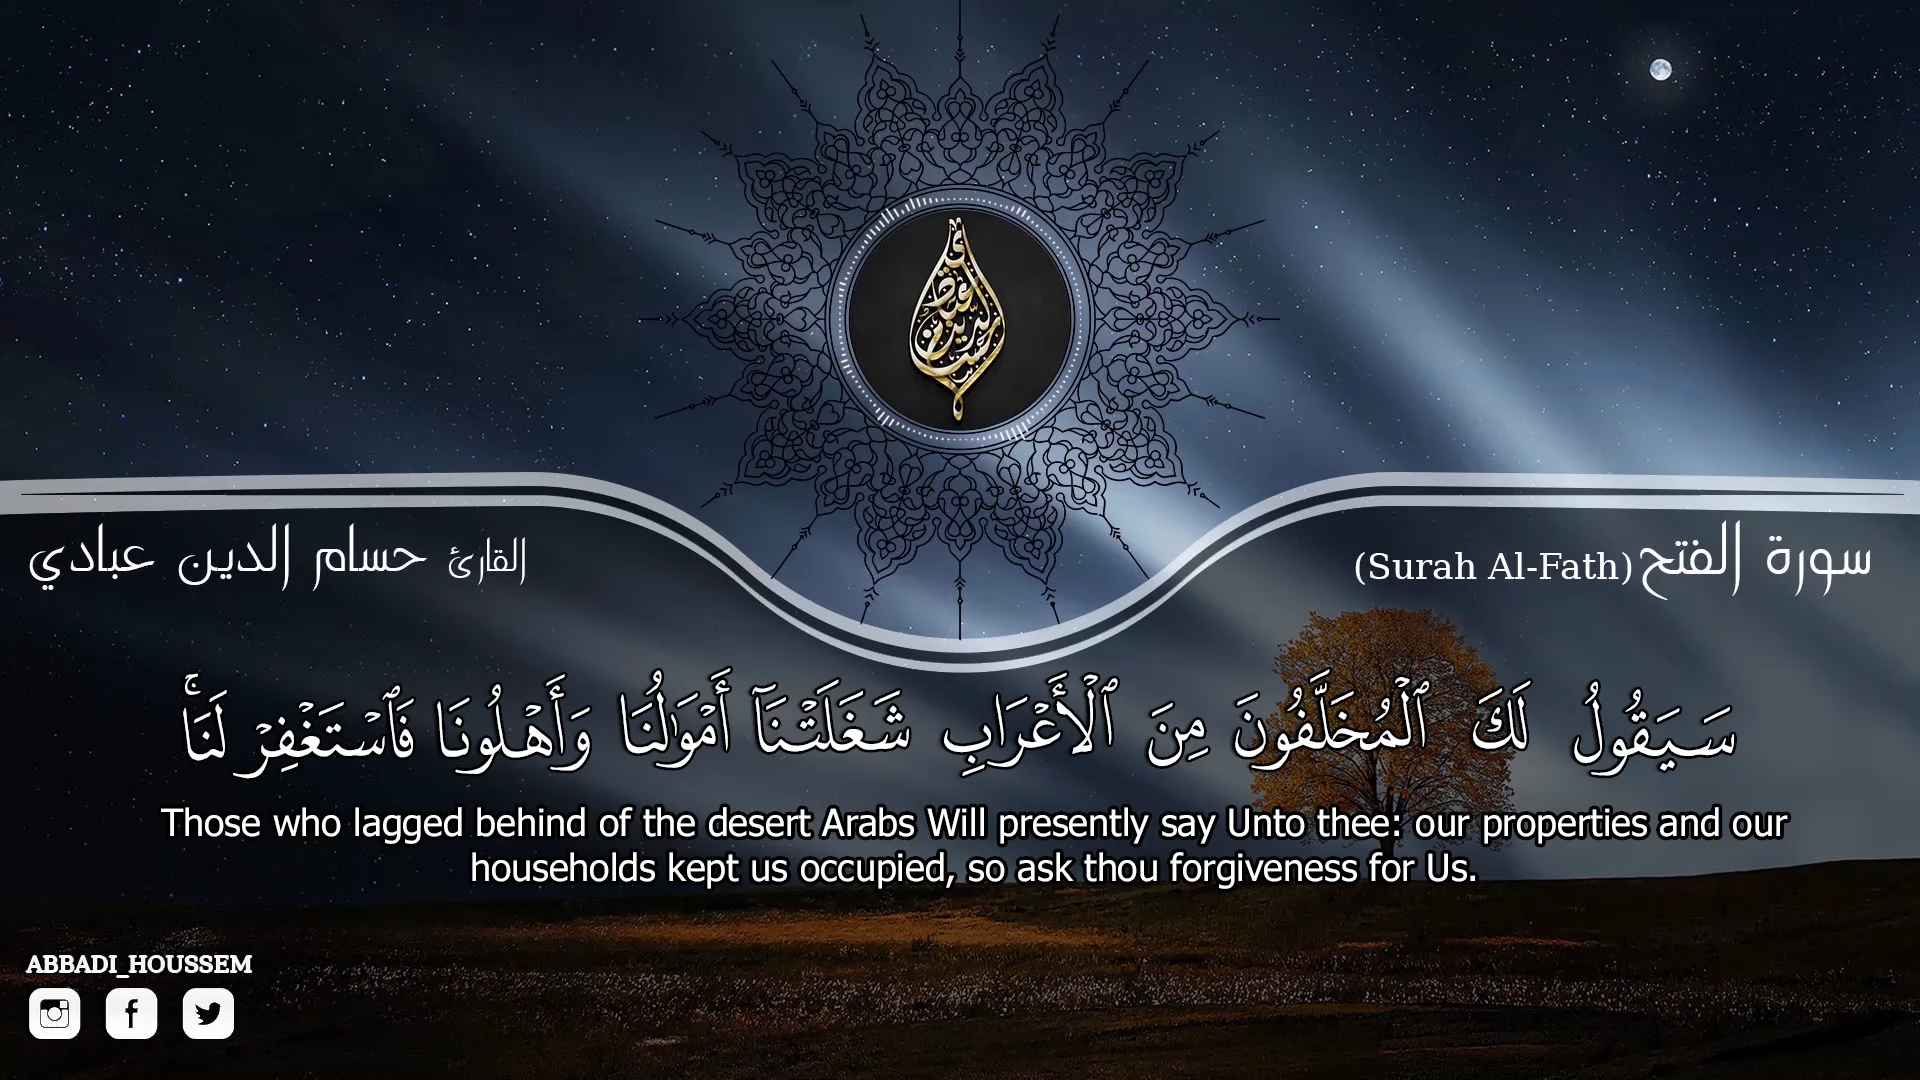 القارئ حسام الدين عبادي
سورة الفتح (Surah Al-Fath)
سَيَقُولُ لَكَ ٱلْمُخَلَّفُونَ مِنَ ٱلْأَعْرَابِ شَغَلَتْنَآ أَمْوَٰلُنَا وَأَهْلُونَا فَٱسْتَغْفِرْ لَنَاۚ
Those who lagged behind of the desert Arabs Will presently say Unto thee: our properties and our
households kept us occupied, so ask thou forgiveness for Us.
ABBADI_HOUSSEM